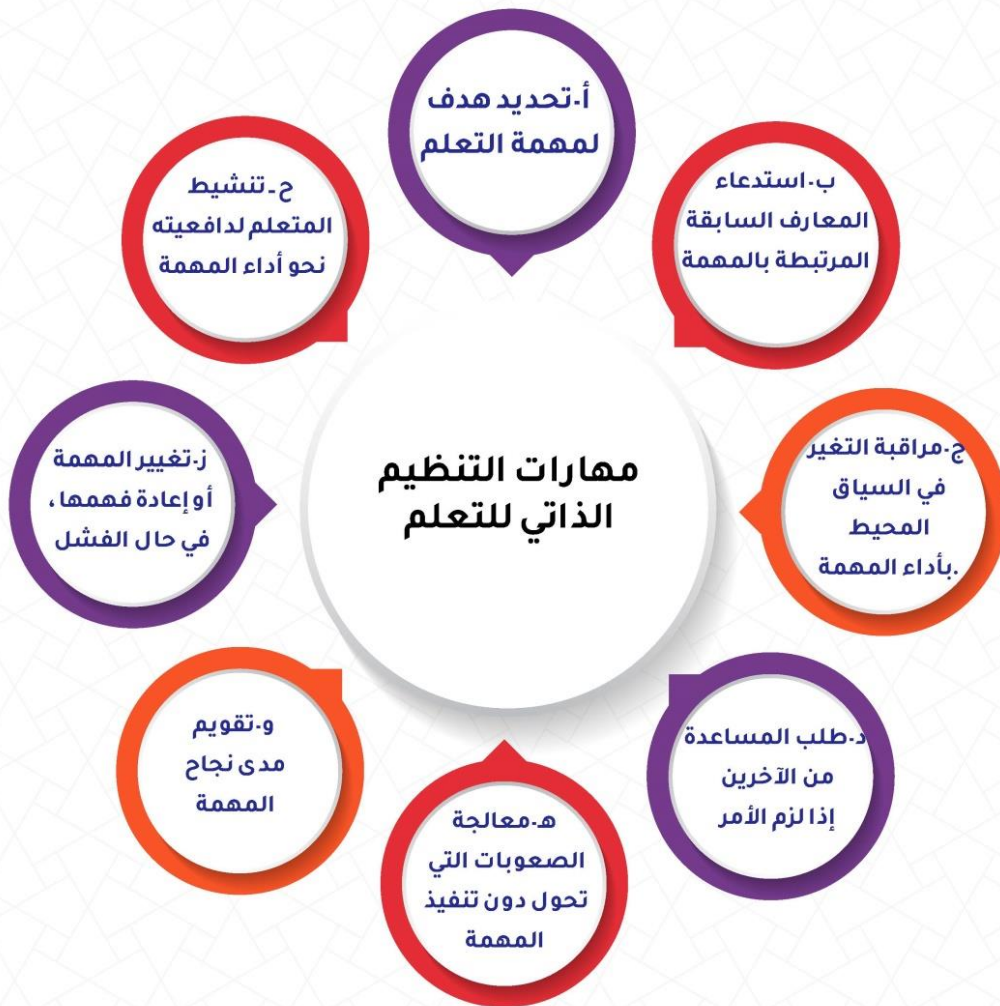 مهارات التنظيم
الذاتي للتعلم
أ-تحديد هدف
لمهمة التعلم
ب-استدعاء
المعارف السابقة
المرتبطة بالمهمة
ج-مراقبة التغير
في السياق
المحيط
بأداء المهمة.
د-طلب المساعدة
من الآخرين
إذا لزم الأمر
هـ-معالجة
الصعوبات التي
تحول دون تنفيذ
المهمة
و-تقويم
مدى نجاح
المهمة
ز-تغيير المهمة
أو إعادة فهمها،
في حال الفشل
ح-تنشيط
المتعلم لدافعيته
نحو أداء المهمة